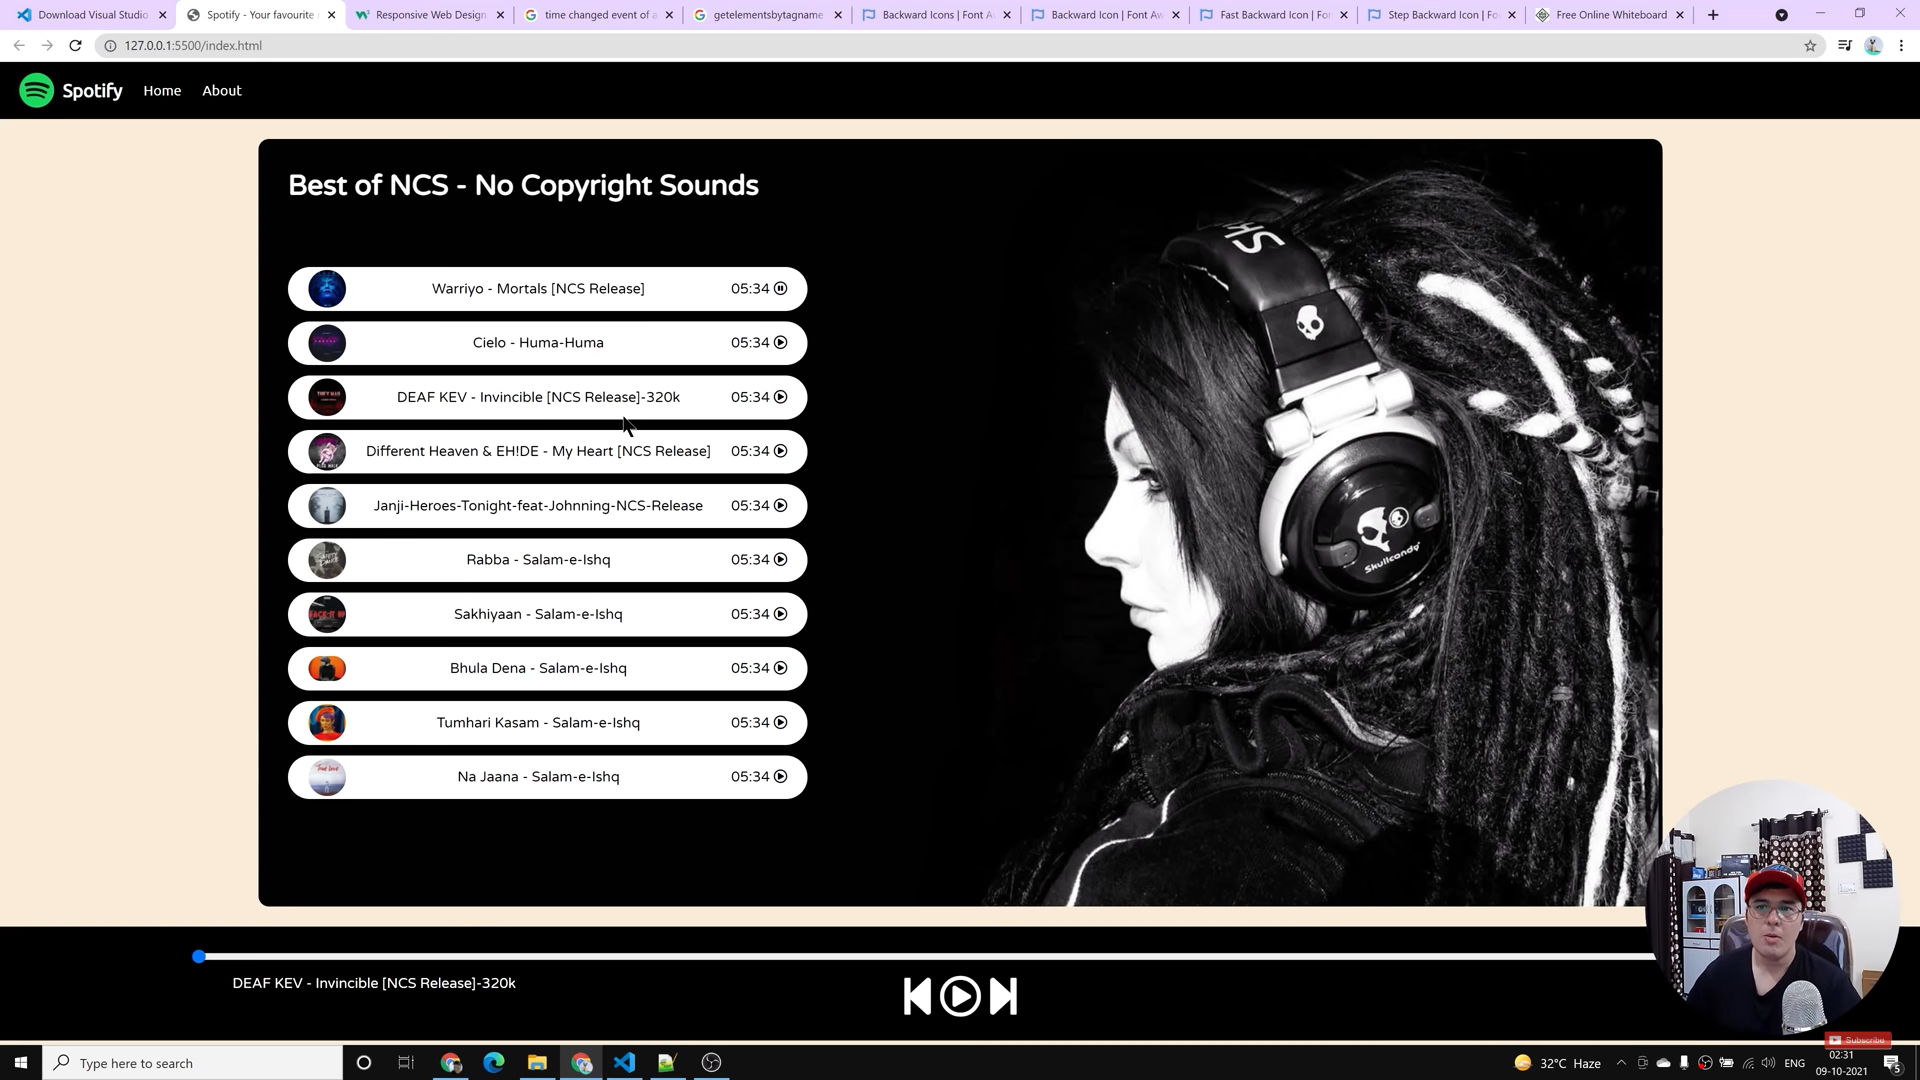 Download Visual Studio
Spotify - Your favourite
Responsive Web Design
time changed event of a
getelementsbytagname
Backward Icons | Font A
Backward Icon | Font Aw
Fast Backward Icon | Fon
Step Backward Icon | Fo
Free Online Whiteboard
127.0.0.1:5500/index.html
Spotify Home About
Best of NCS - No Copyright Sounds
Warriyo - Mortals [NCS Release] 05:34
Cielo - Huma-Huma 05:34
DEAF KEV - Invincible [NCS Release]-320k 05:34
Different Heaven & EH!DE - My Heart [NCS Release] 05:34
Janji-Heroes-Tonight-feat-Johnning-NCS-Release 05:34
Rabba - Salam-e-Ishq 05:34
Sakhiyaan - Salam-e-Ishq 05:34
Bhula Dena - Salam-e-Ishq 05:34
Tumhari Kasam - Salam-e-Ishq 05:34
Na Jaana - Salam-e-Ishq 05:34
Skullcandy
DEAF KEV - Invincible [NCS Release]-320k
Subscribe
Type here to search
32°C Haze
ENG
02:31
09-10-2021
5